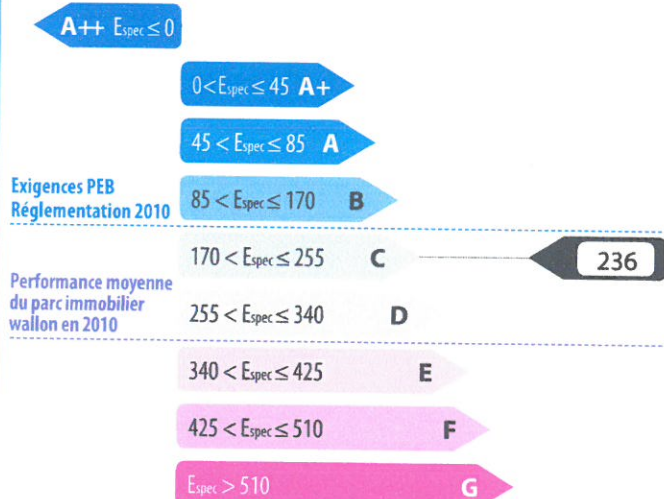 A++ Espec ≤ 0
0 < Espec ≤ 45 A+
45 < Espec ≤ 85 A
Exigences PEB
Réglementation 2010
85 < Espec ≤ 170 B
170 < Espec ≤ 255 C
236
Performance moyenne
du parc immobilier
wallon en 2010
255 < Espec ≤ 340 D
340 < Espec ≤ 425 E
425 < Espec ≤ 510 F
Espec > 510 G